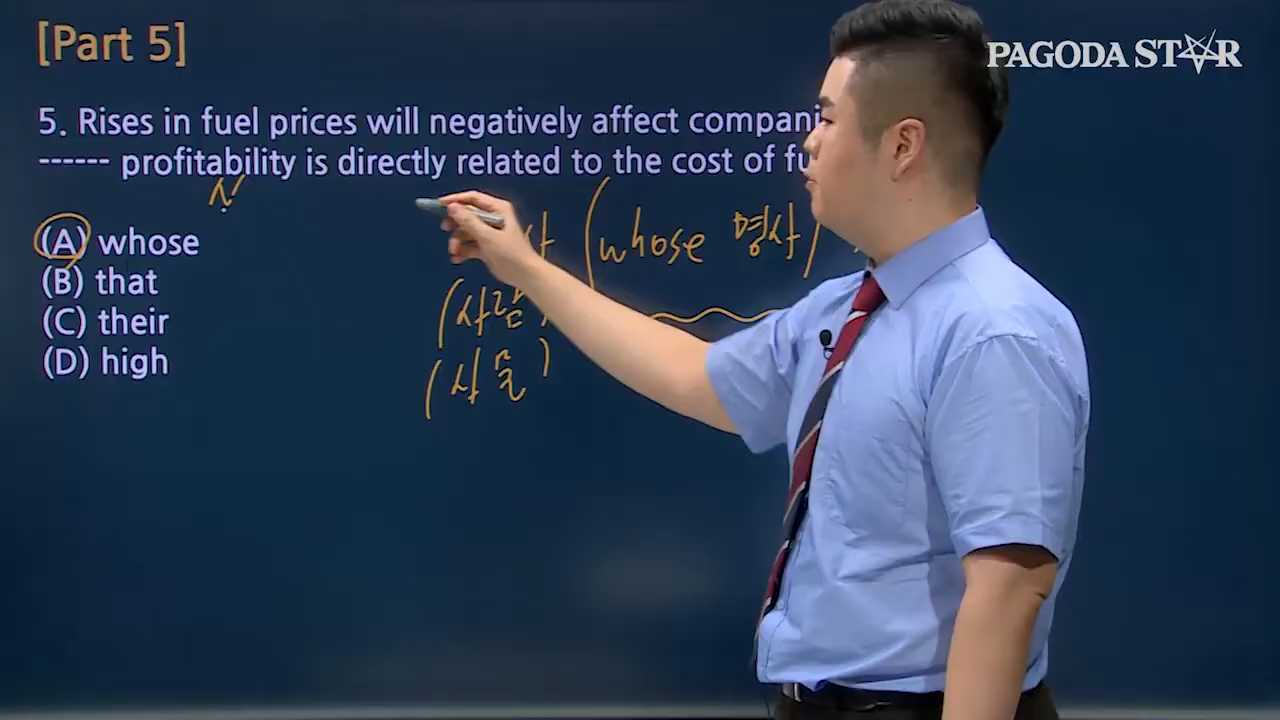 [Part 5]
PAGODA STAR
5. Rises in fuel prices will negatively affect compani
------ profitability is directly related to the cost of fu
N
(A) whose
(B) that
(C) their
(D) high
사 (whose 명사)
(사람
(사물)